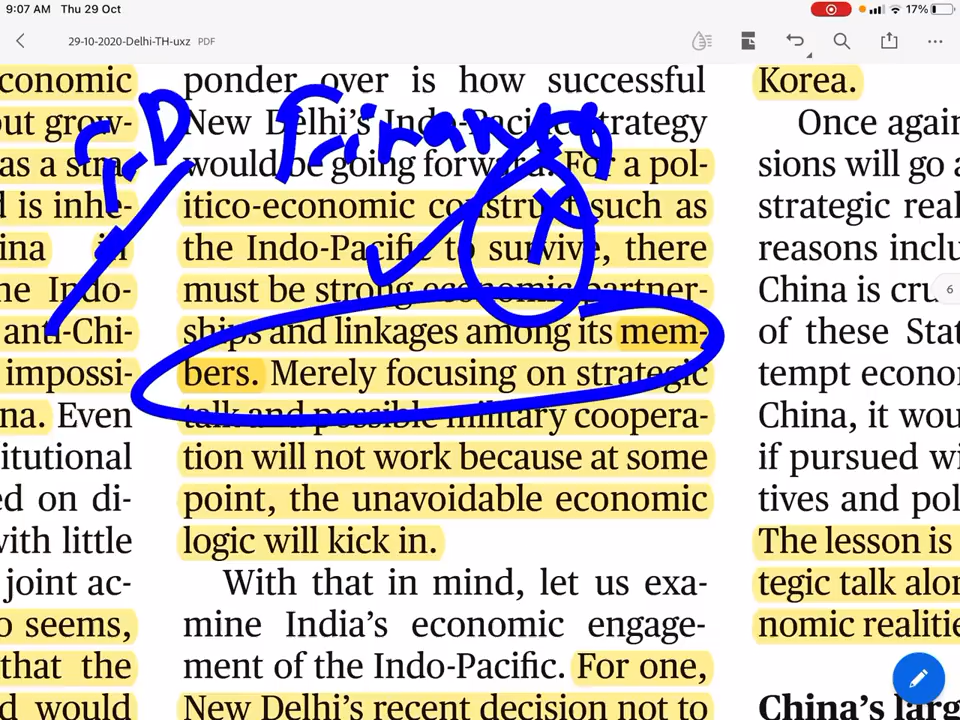 9:07 AM Thu 29 Oct
17%
29-10-2020-Delhi-TH-uxz PDF
conomic
out grow-
as a stra
d is inhe-
ina in
he Indo-
anti-Chi-
impossi-
na. Even
titutional
ed on di-
with little
joint ac-
o seems,
that the
d would
ponder over is how successful
New Delhi's Indo-Pacific strategy
would be going forward. For a pol-
itico-economic construct such as
the Indo-Pacific to survive, there
must be strong economic partner-
ships and linkages among its mem-
bers. Merely focusing on strategic
talk and possible military coopera-
tion will not work because at some
point, the unavoidable economic
logic will kick in.
With that in mind, let us exa-
mine India's economic engage-
ment of the Indo-Pacific. For one,
New Delhi's recent decision not to
Korea.
Once again
sions will go a
strategic real
reasons inclu
China is cru
of these Stat
tempt econo
China, it wou
if pursued wi
tives and pol
The lesson is
tegic talk alon
nomic realitie
China's larg
6